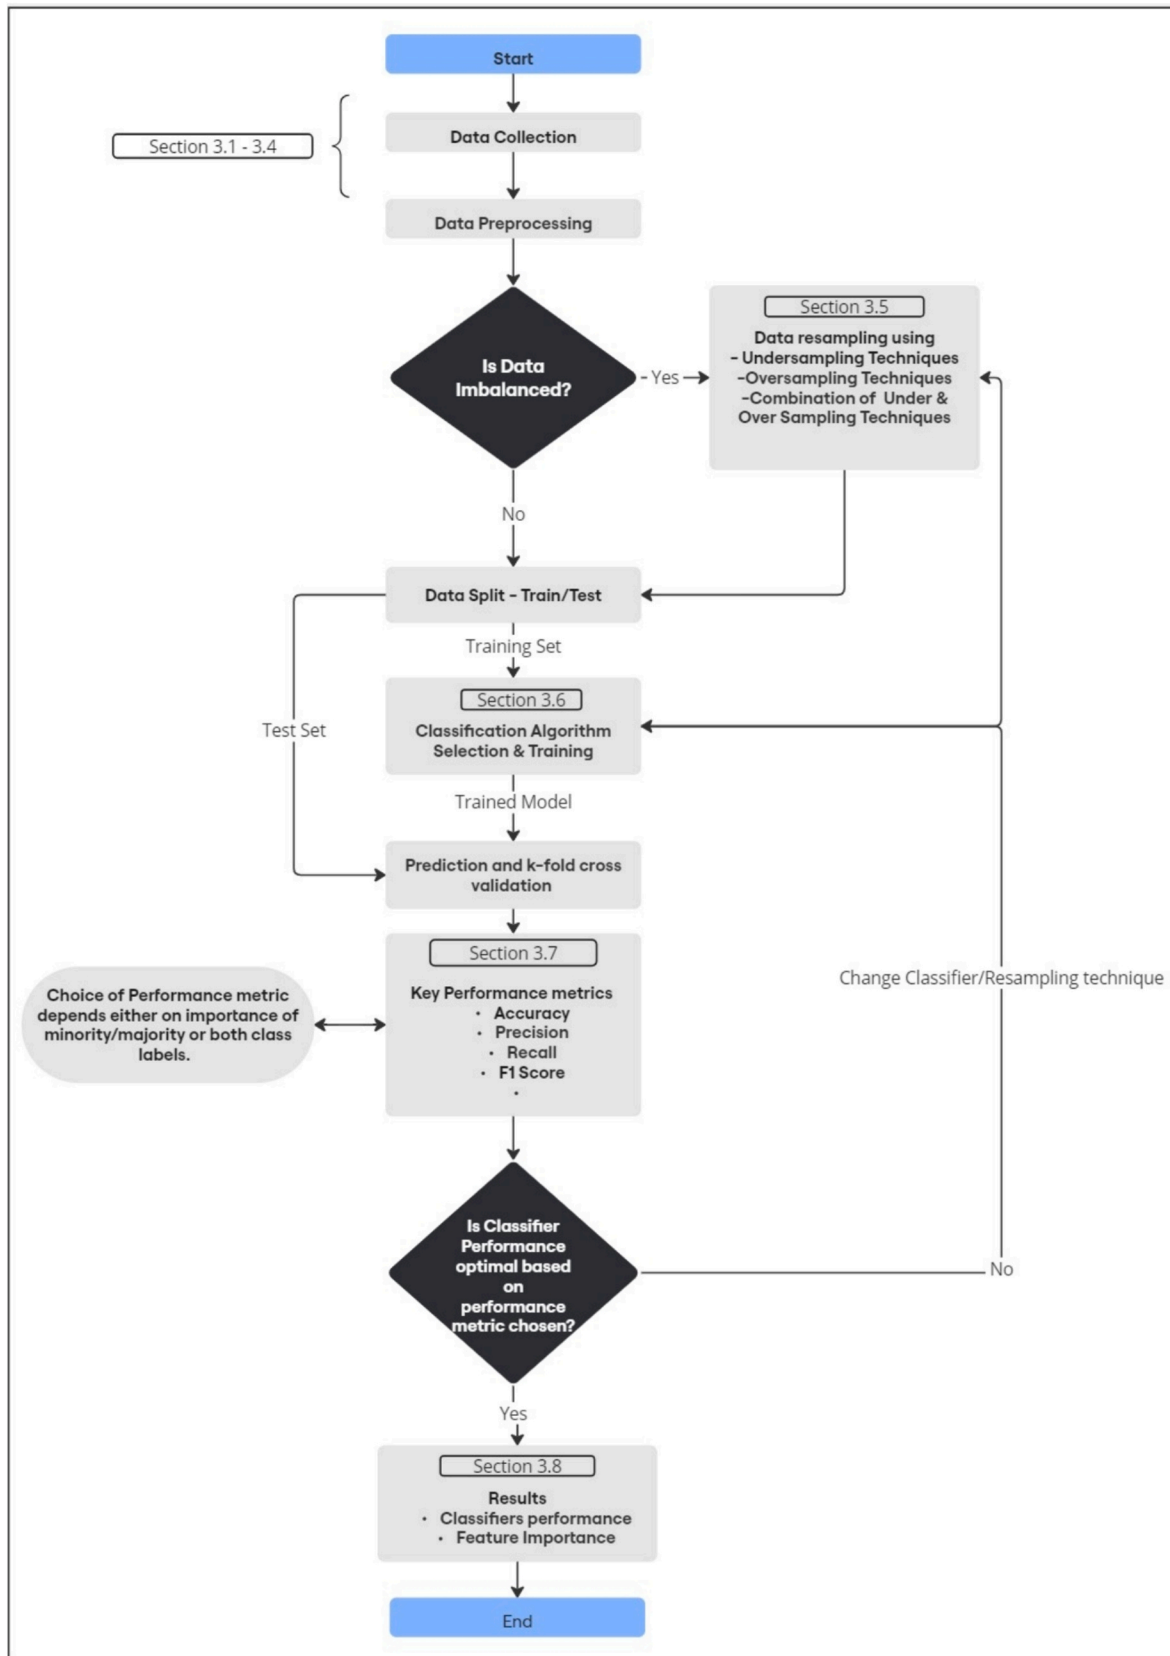 Start
Section 3.1 - 3.4
Data Collection
Data Preprocessing
Is Data
Imbalanced?
- Yes
Section 3.5
Data resampling using
- Undersampling Techniques
-Oversampling Techniques
-Combination of Under &
Over Sampling Techniques
No
Data Split - Train/Test
Training Set
Test Set
Section 3.6
Classification Algorithm
Selection & Training
Trained Model
Prediction and k-fold cross
validation
Section 3.7
Key Performance metrics
• Accuracy
• Precision
• Recall
• F1 Score
•
Choice of Performance metric
depends either on importance of
minority/majority or both class
labels.
Change Classifier/Resampling technique
Is Classifier
Performance
optimal based
on
performance
metric chosen?
No
Yes
Section 3.8
Results
• Classifiers performance
• Feature Importance
End